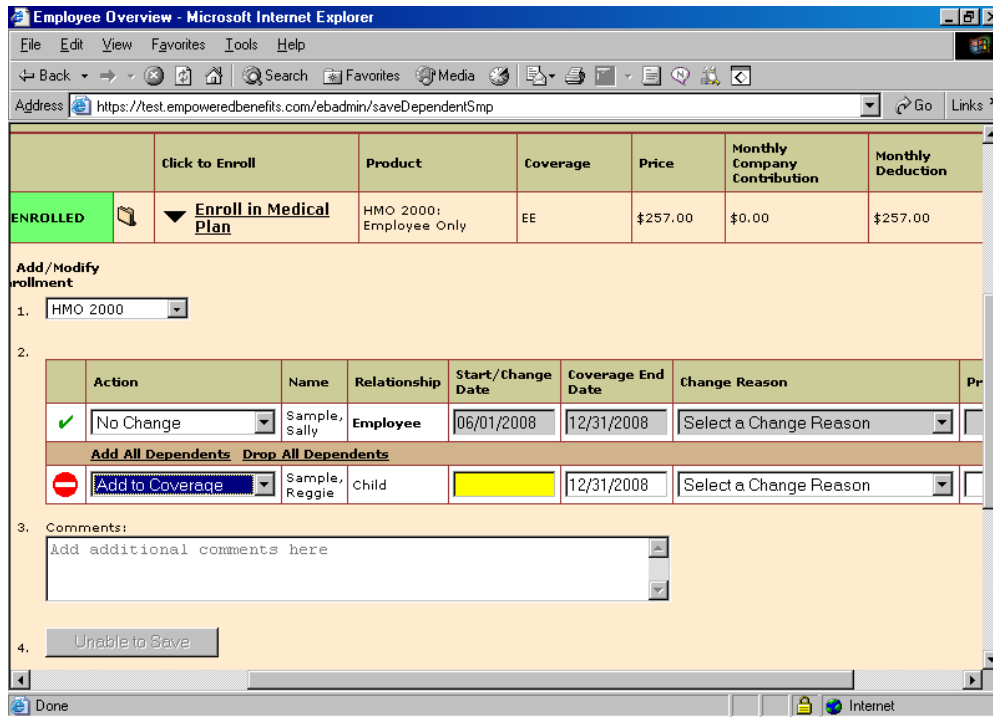 Employee Overview - Microsoft Internet Explorer
File Edit View Favorites Tools Help
Back Search Favorites Media
Address https://test.empoweredbenefits.com/ebadmin/saveDependentSmp Go Links
Click to Enroll Product Coverage Price Monthly Company Contribution Monthly Deduction
ENROLLED Enroll in Medical Plan HMO 2000: Employee Only EE $257.00 $0.00 $257.00
Add/Modify
rollment
1. HMO 2000
2.
Action Name Relationship Start/Change Date Coverage End Date Change Reason Pr
No Change Sample, Sally Employee 06/01/2008 12/31/2008 Select a Change Reason
Add All Dependents Drop All Dependents
Add to Coverage Sample, Reggie Child 12/31/2008 Select a Change Reason
3. Comments:
Add additional comments here
4. Unable to Save
Done Internet